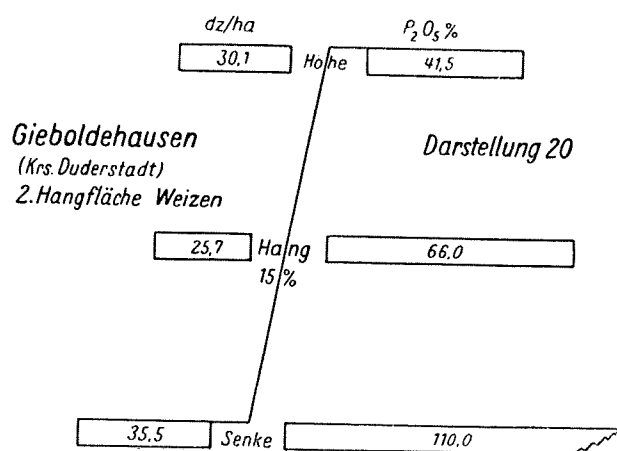 dz/ha P₂O₅%
30,1 Höhe 41,5
Gieboldehausen
(Krs. Duderstadt)
2. Hangfläche Weizen
Darstellung 20
25,7 Hang 66,0
15%
35,5 Senke 110,0